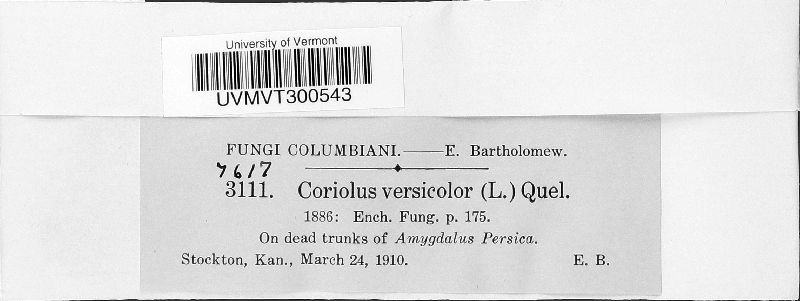 University of Vermont
UVMVT300543
FUNGI COLUMBIANI.——E. Bartholomew.
7617
3111. Coriolus versicolor (L.) Quel.
1886: Ench. Fung. p. 175.
On dead trunks of Amygdalus Persica.
Stockton, Kan., March 24, 1910. E. B.